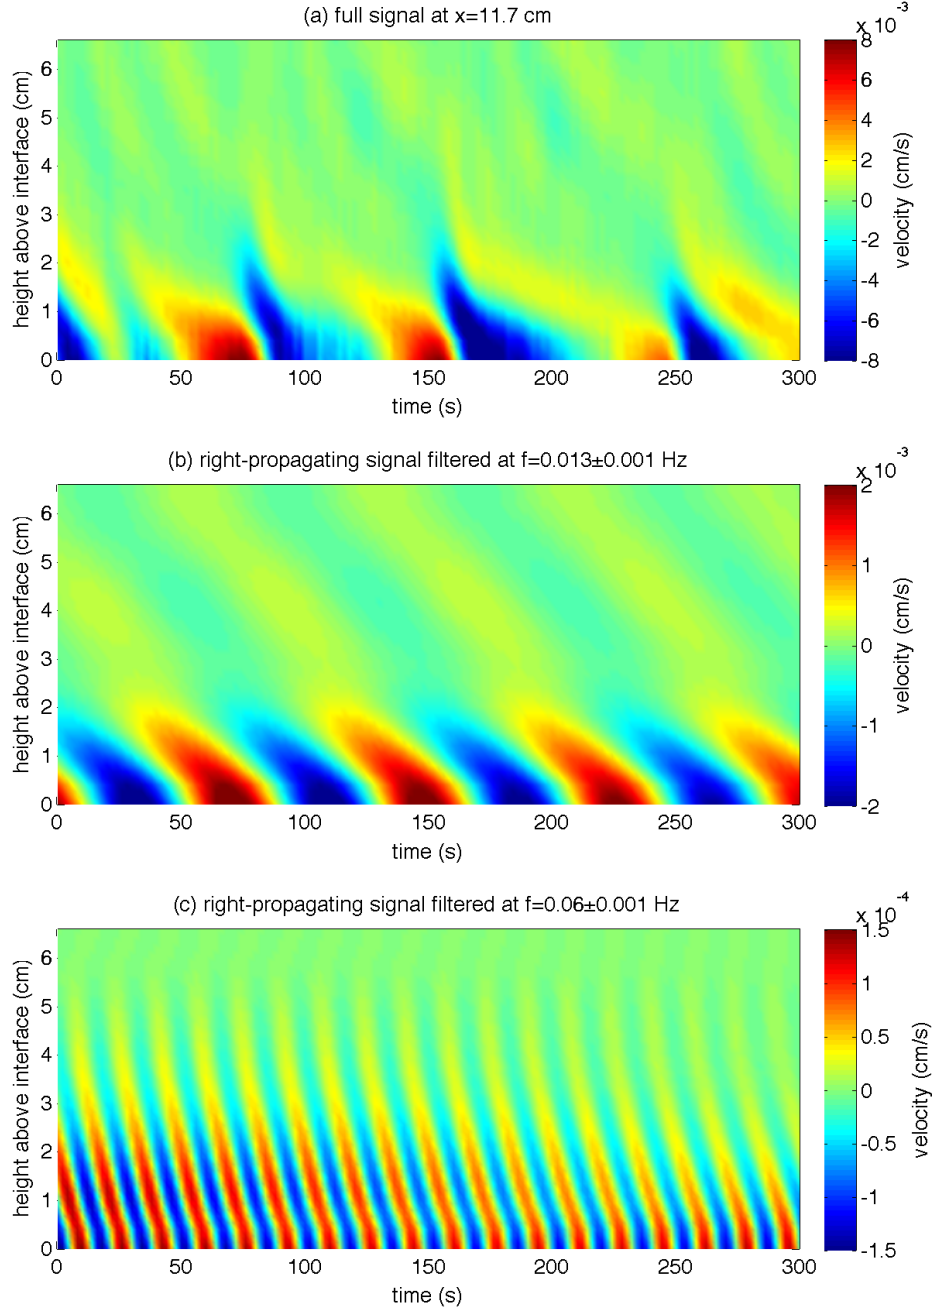 (a) full signal at x=11.7 cm
x 10⁻³
height above interface (cm)
6
5
4
3
2
1
0
0 50 100 150 200 250 300
time (s)
8
6
4
2
0
-2
-4
-6
-8
velocity (cm/s)
(b) right-propagating signal filtered at f=0.013±0.001 Hz
x 10⁻³
height above interface (cm)
6
5
4
3
2
1
0
0 50 100 150 200 250 300
time (s)
2
1
0
-1
-2
velocity (cm/s)
(c) right-propagating signal filtered at f=0.06±0.001 Hz
x 10⁻⁴
height above interface (cm)
6
5
4
3
2
1
0
0 50 100 150 200 250 300
time (s)
1.5
1
0.5
0
-0.5
-1
-1.5
velocity (cm/s)